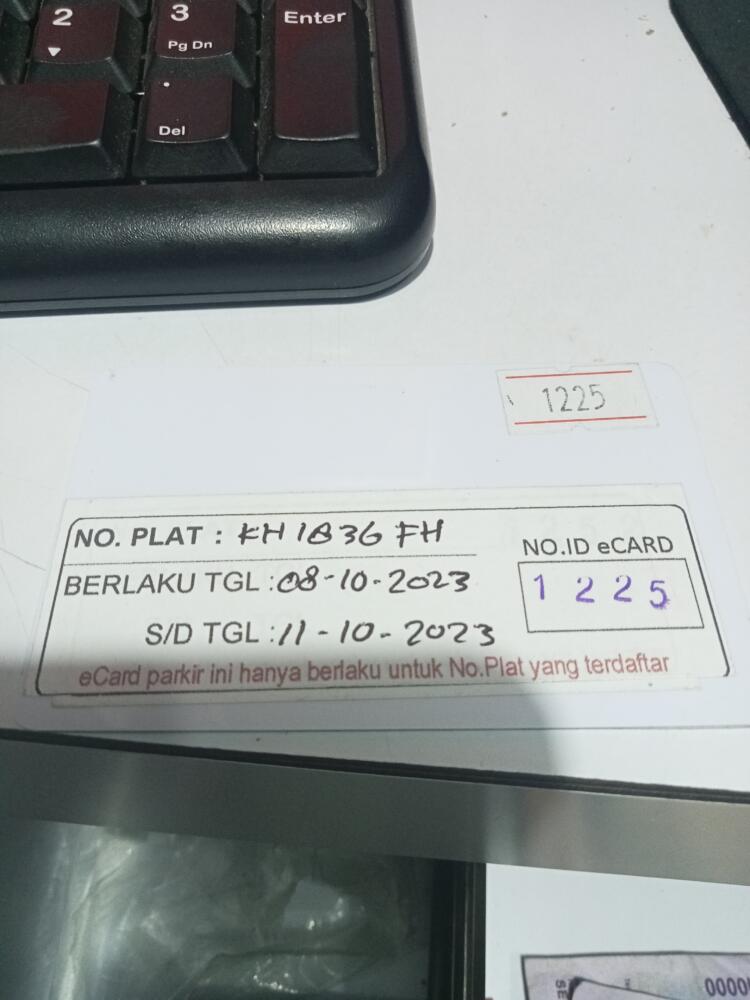 2
3
Pg Dn
Enter
Del
1225
NO. PLAT : KH 1836 FH
BERLAKU TGL : 08-10-2023
S/D TGL : 11-10-2023
NO.ID eCARD
1 2 2 5
eCard parkir ini hanya berlaku untuk No.Plat yang terdaftar